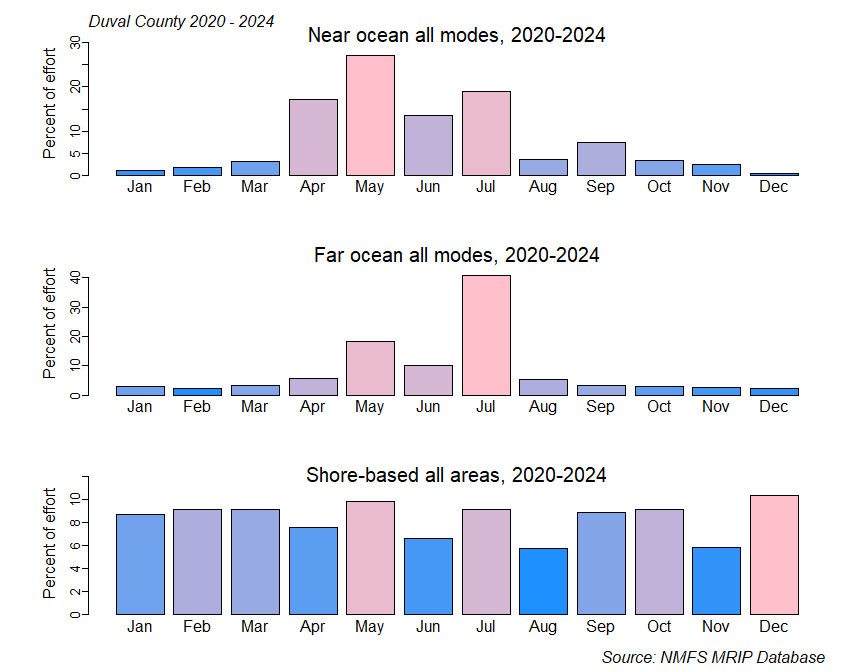 Duval County 2020 - 2024
Near ocean all modes, 2020-2024
Percent of effort
30
20
10
5
0
Jan Feb Mar Apr May Jun Jul Aug Sep Oct Nov Dec
Far ocean all modes, 2020-2024
Percent of effort
40
30
20
10
0
Jan Feb Mar Apr May Jun Jul Aug Sep Oct Nov Dec
Shore-based all areas, 2020-2024
Percent of effort
10
8
6
4
2
0
Jan Feb Mar Apr May Jun Jul Aug Sep Oct Nov Dec
Source: NMFS MRIP Database